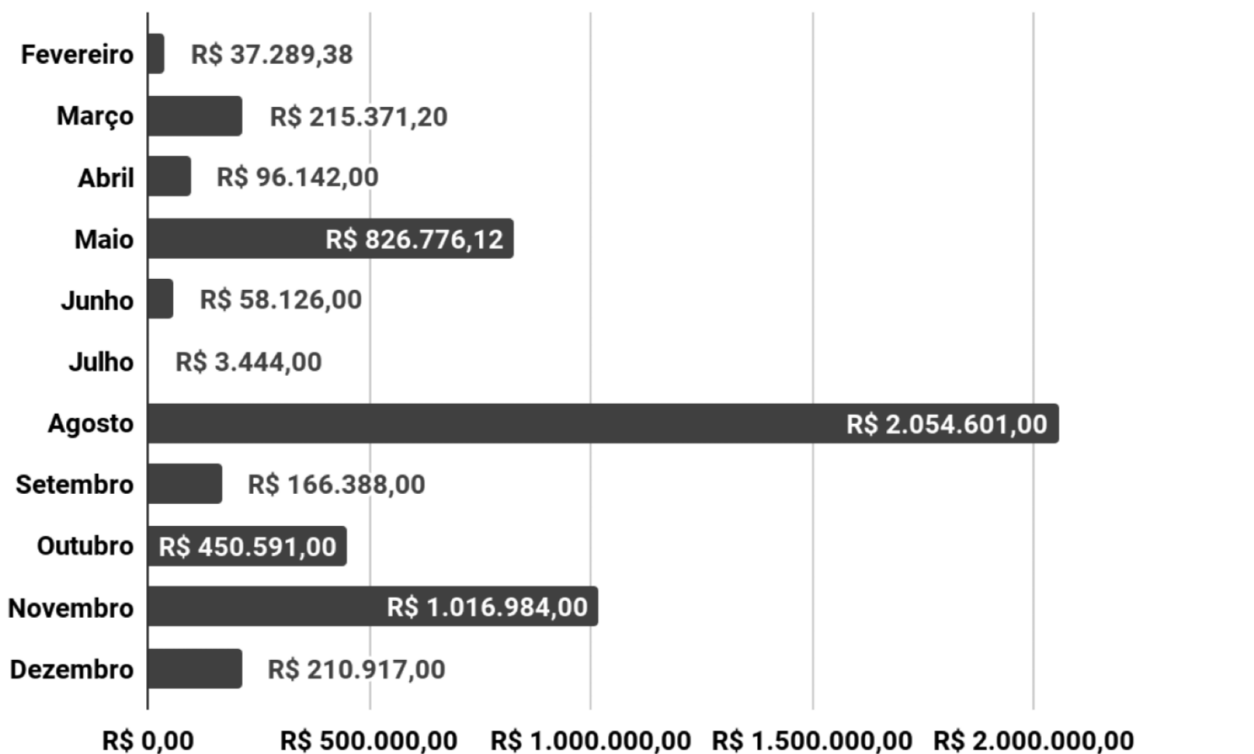 Fevereiro R$ 37.289,38
Março R$ 215.371,20
Abril R$ 96.142,00
Maio R$ 826.776,12
Junho R$ 58.126,00
Julho R$ 3.444,00
Agosto R$ 2.054.601,00
Setembro R$ 166.388,00
Outubro R$ 450.591,00
Novembro R$ 1.016.984,00
Dezembro R$ 210.917,00
R$ 0,00 R$ 500.000,00 R$ 1.000.000,00 R$ 1.500.000,00 R$ 2.000.000,00